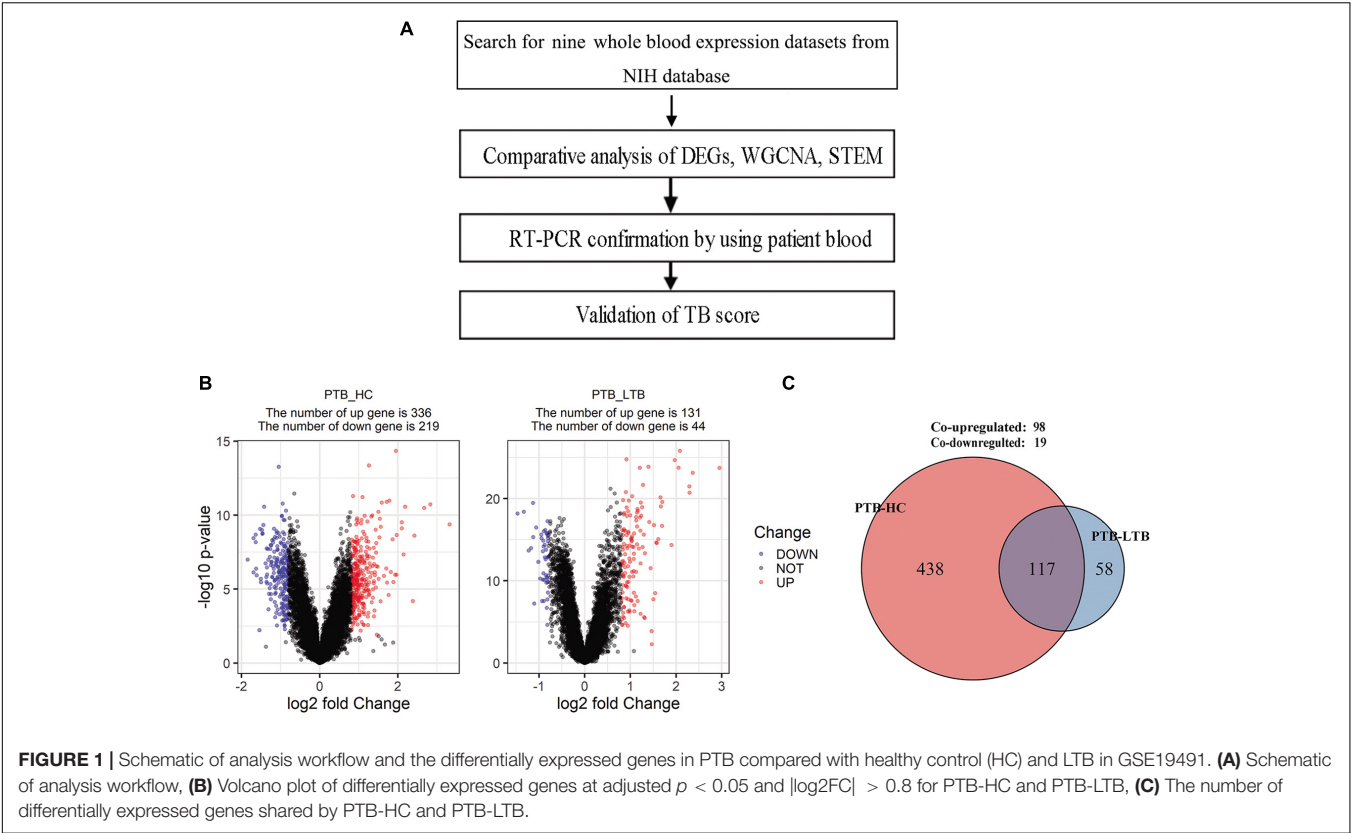 A
Search for nine whole blood expression datasets from
NIH database
Comparative analysis of DEGs, WGCNA, STEM
RT-PCR confirmation by using patient blood
Validation of TB score
B
PTB_HC
The number of up gene is 336
The number of down gene is 219
15
10
5
0
-log10 p-value
-2
0
2
log2 fold Change
PTB_LTB
The number of up gene is 131
The number of down gene is 44
20
10
0
-1
0
1
2
3
log2 fold Change
Change
DOWN
NOT
UP
C
Co-upregulated: 98
Co-downregulted: 19
PTB-HC
PTB-LTB
438
117
58
FIGURE 1 | Schematic of analysis workflow and the differentially expressed genes in PTB compared with healthy control (HC) and LTB in GSE19491. (A) Schematic
of analysis workflow, (B) Volcano plot of differentially expressed genes at adjusted p < 0.05 and |log2FC| > 0.8 for PTB-HC and PTB-LTB, (C) The number of
differentially expressed genes shared by PTB-HC and PTB-LTB.